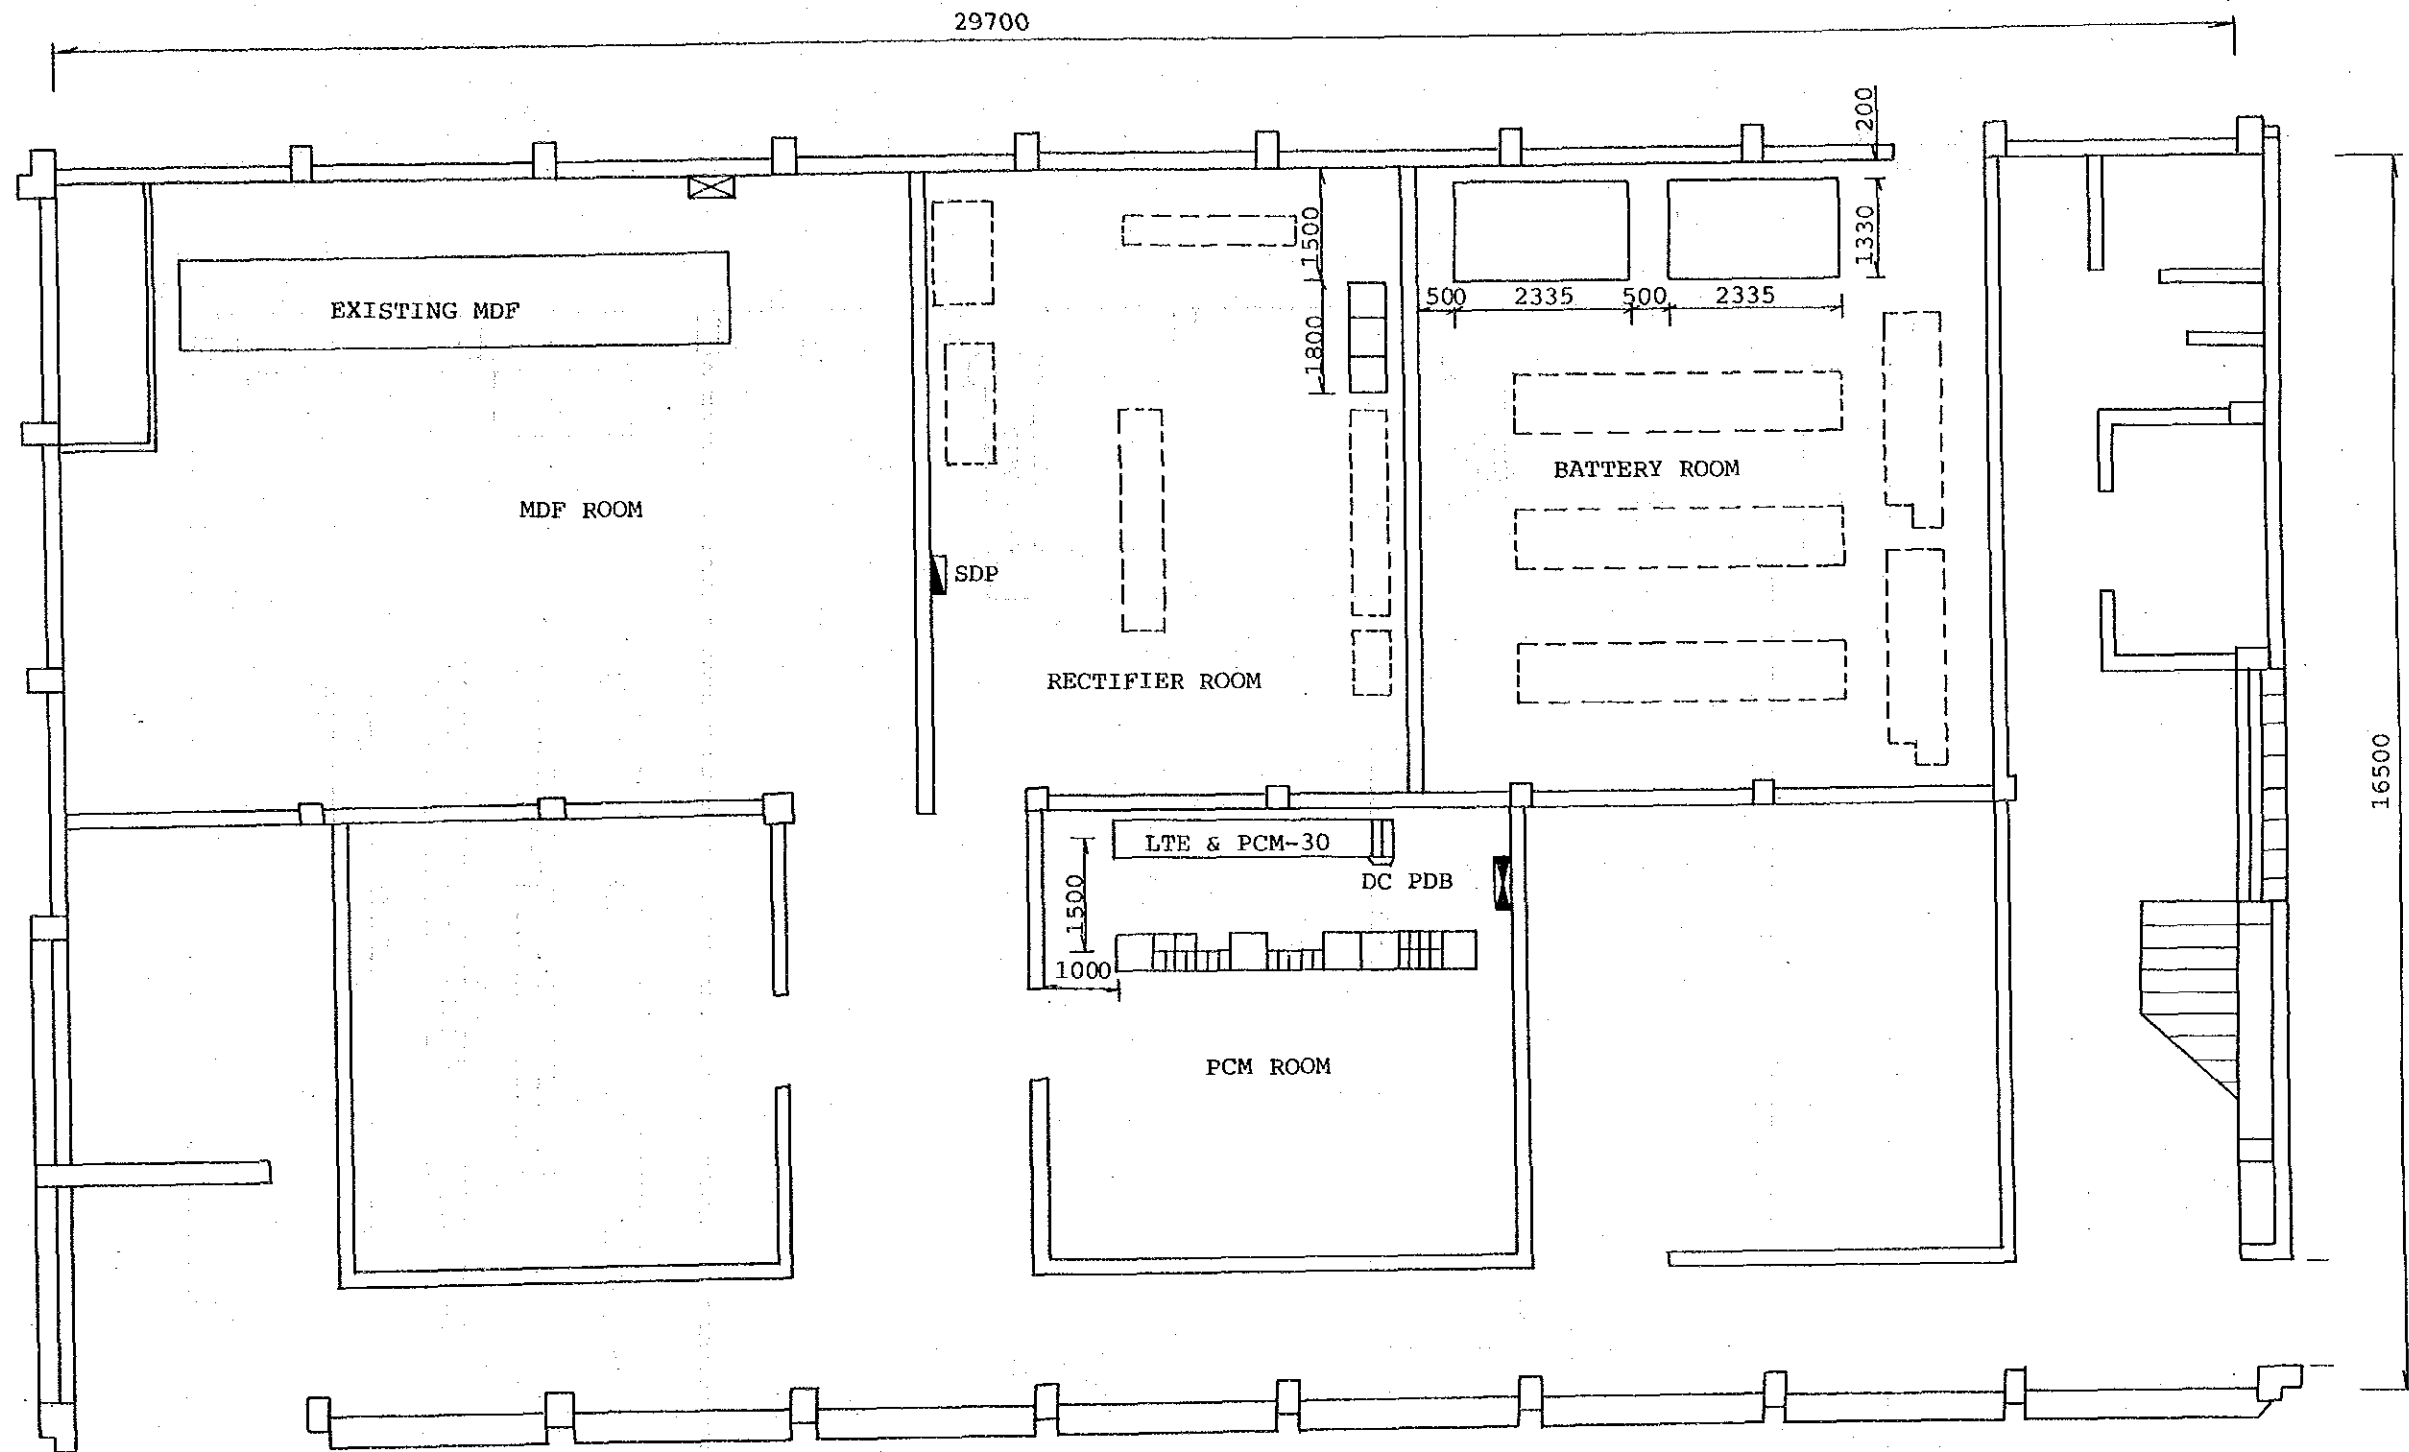 29700
200
1500
1330
EXISTING MDF
500 2335 500 2335
1800
BATTERY ROOM
MDF ROOM
SDP
RECTIFIER ROOM
16500
LTE & PCM-30
DC PDB
1500
1000
PCM ROOM